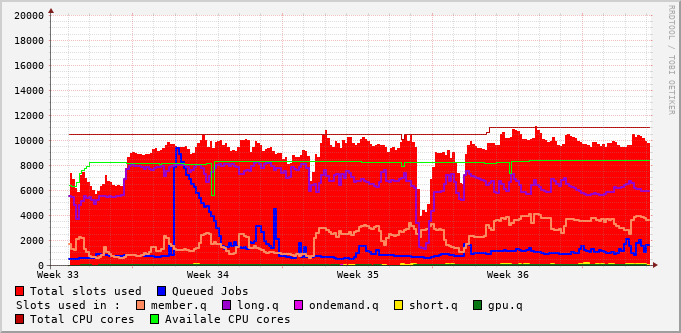 20000
18000
16000
14000
12000
10000
8000
6000
4000
2000
0
Week 33 Week 34 Week 35 Week 36
RRDTOOL / TOBI OETIKER
Total slots used Queued Jobs
Slots used in : member.q long.q ondemand.q short.q gpu.q
Total CPU cores Availale CPU cores